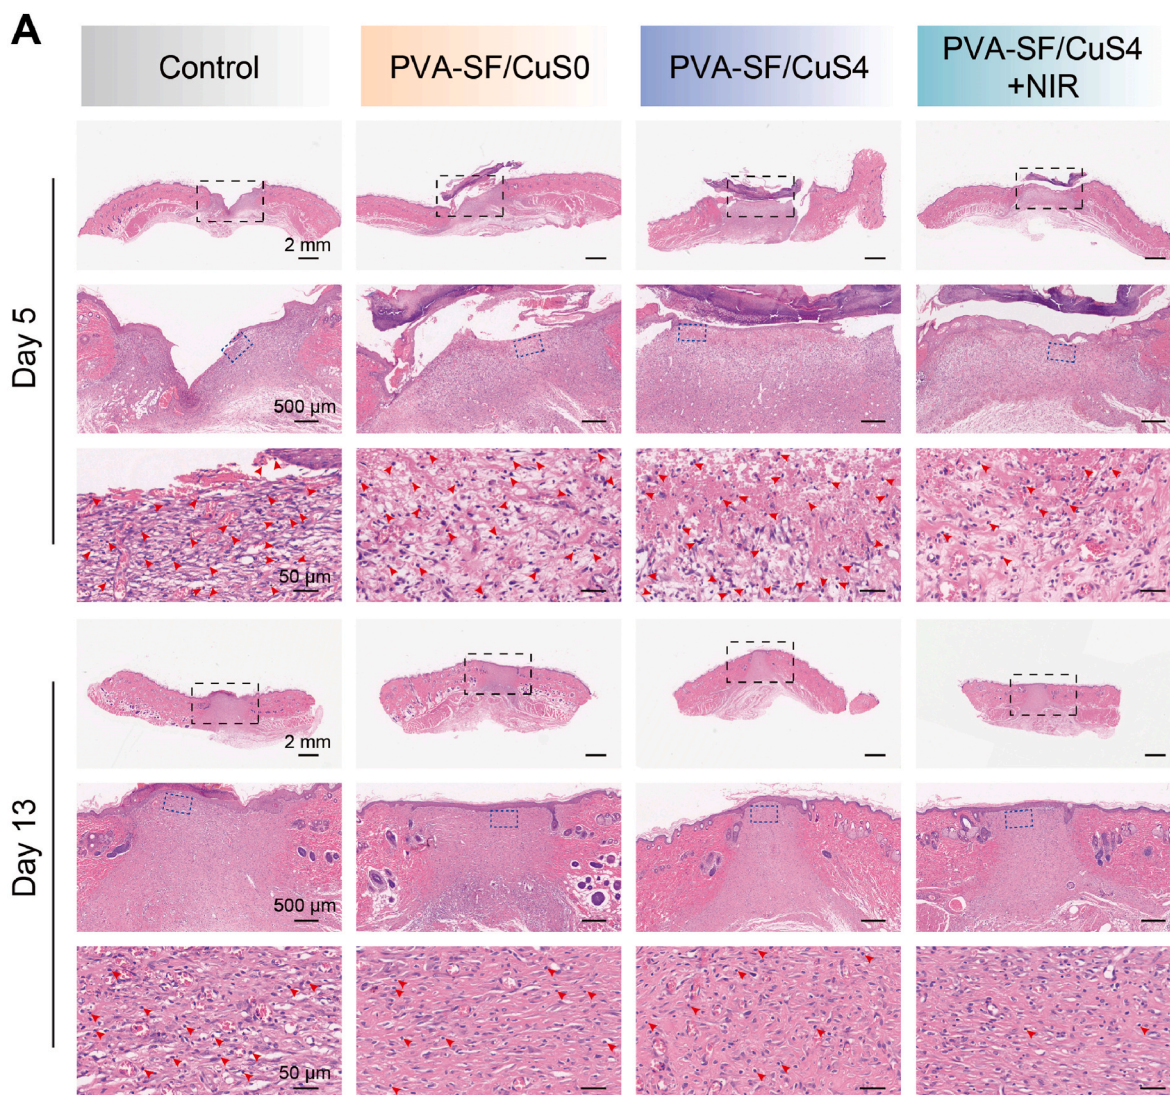 A
Control
PVA-SF/CuS0
PVA-SF/CuS4
PVA-SF/CuS4
+NIR
Day 5
2 mm
500 µm
50 µm
Day 13
2 mm
500 µm
50 µm